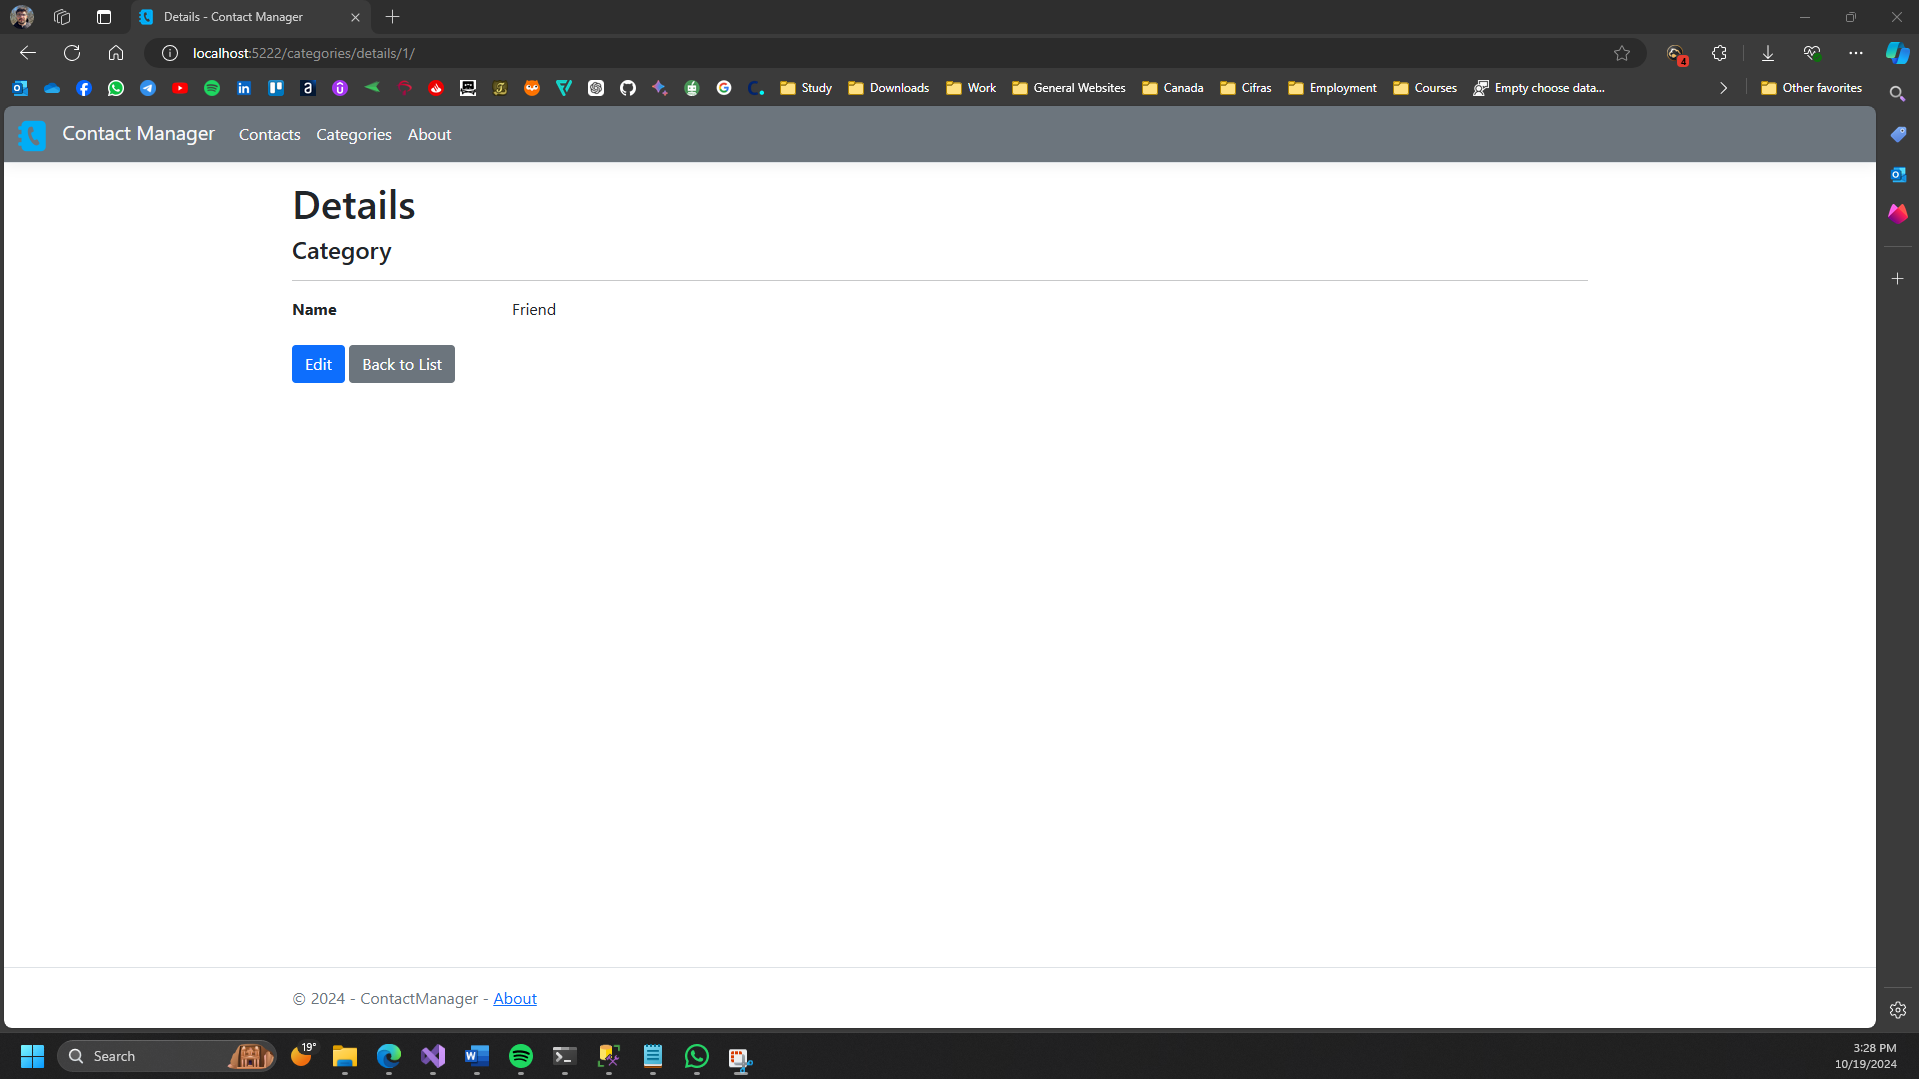 Details - Contact Manager
localhost:5222/categories/details/1/
4
Study Downloads Work General Websites Canada Cifras Employment Courses Empty choose data... Other favorites
Contact Manager Contacts Categories About
Details
Category
Name Friend
Edit Back to List
© 2024 - ContactManager - About
Search 19° 3:28 PM
10/19/2024